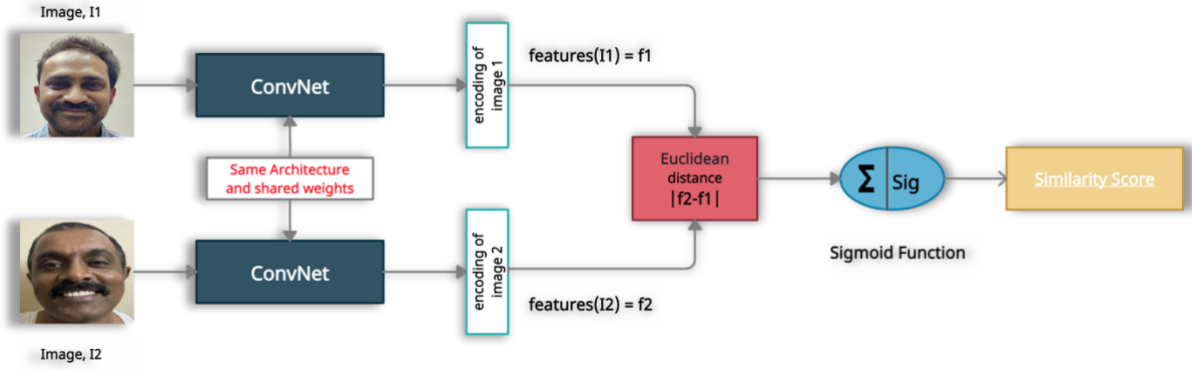 Image, I1
ConvNet
encoding of
image 1
features(I1) = f1
Same Architecture
and shared weights
Euclidean
distance
|f2-f1|
Σ
Sig
Similarity Score
Sigmoid Function
ConvNet
encoding of
image 2
features(I2) = f2
Image, I2